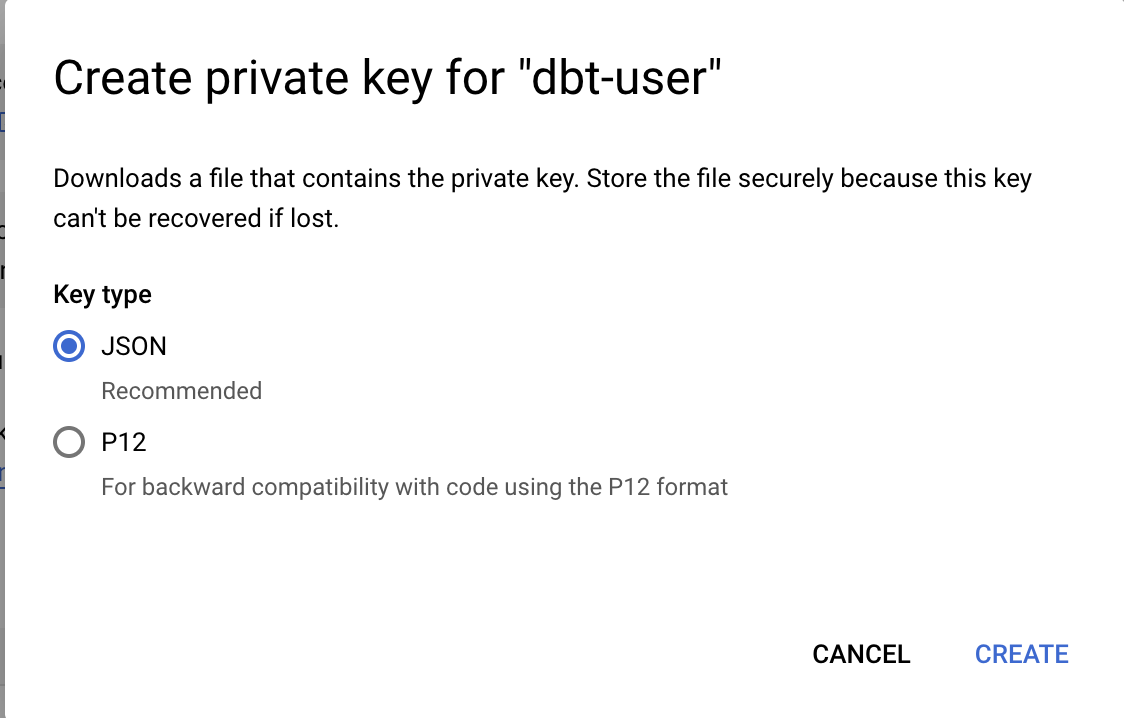 Create private key for "dbt-user"
Downloads a file that contains the private key. Store the file securely because this key
can't be recovered if lost.
Key type
JSON
Recommended
P12
For backward compatibility with code using the P12 format
CANCEL
CREATE